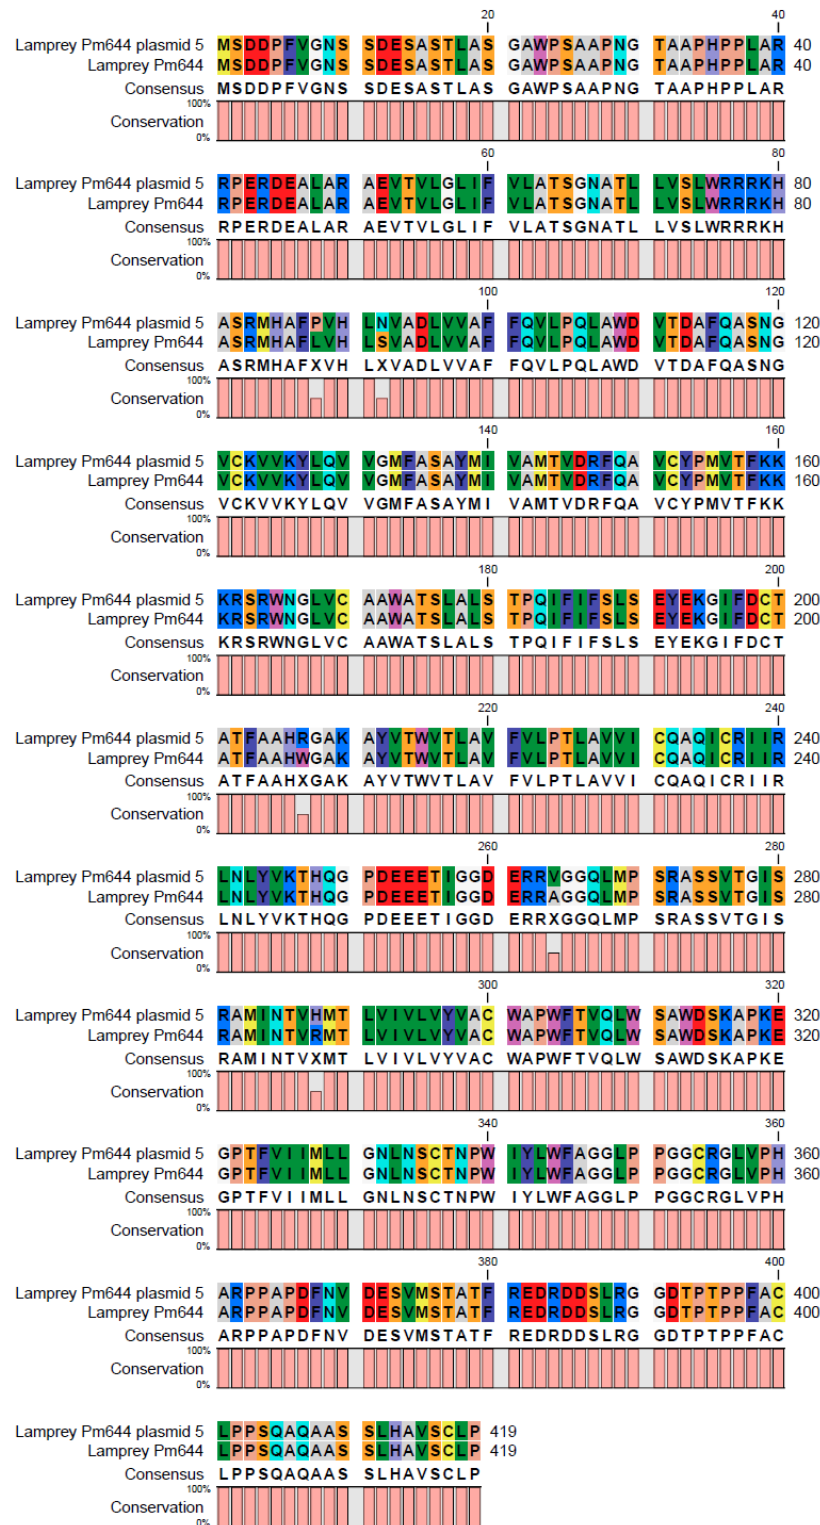 20 40
Lamprey Pm644 plasmid 5 MSDDPFVGNS SDESASTLAS GAWPSAAPNG TAAPHPPLAR 40
Lamprey Pm644 MSDDPFVGNS SDESASTLAS GAWPSAAPNG TAAPHPPLAR 40
Consensus MSDDPFVGNS SDESASTLAS GAWPSAAPNG TAAPHPPLAR
100%
Conservation
0%
60 80
Lamprey Pm644 plasmid 5 RPERDEALAR AEVTVLGLIF VLATSGNATL LVSLWRRRKH 80
Lamprey Pm644 RPERDEALAR AEVTVLGLIF VLATSGNATL LVSLWRRRKH 80
Consensus RPERDEALAR AEVTVLGLIF VLATSGNATL LVSLWRRRKH
100%
Conservation
0%
100 120
Lamprey Pm644 plasmid 5 ASRMHAFPVH LNVADLVVAF FQVLPQLAWD VTDAFQASNG 120
Lamprey Pm644 ASRMHAFLVH LSVADLVVAF FQVLPQLAWD VTDAFQASNG 120
Consensus ASRMHAFXVH LXVADLVVAF FQVLPQLAWD VTDAFQASNG
100%
Conservation
0%
140 160
Lamprey Pm644 plasmid 5 VCKVVKYLQV VGMFASAYMI VAMTVDRFQA VCYPMVTFKK 160
Lamprey Pm644 VCKVVKYLQV VGMFASAYMI VAMTVDRFQA VCYPMVTFKK 160
Consensus VCKVVKYLQV VGMFASAYMI VAMTVDRFQA VCYPMVTFKK
100%
Conservation
0%
180 200
Lamprey Pm644 plasmid 5 KRSRWNGLVC AAWATSLALS TPQIFIFSLS EYEKGIFDCT 200
Lamprey Pm644 KRSRWNGLVC AAWATSLALS TPQIFIFSLS EYEKGIFDCT 200
Consensus KRSRWNGLVC AAWATSLALS TPQIFIFSLS EYEKGIFDCT
100%
Conservation
0%
220 240
Lamprey Pm644 plasmid 5 ATFAAHRGAK AYVTWVTLAV FVLPTLAVVI CQAQICRIIR 240
Lamprey Pm644 ATFAAHWGAK AYVTWVTLAV FVLPTLAVVI CQAQICRIIR 240
Consensus ATFAAHXGAK AYVTWVTLAV FVLPTLAVVI CQAQICRIIR
100%
Conservation
0%
260 280
Lamprey Pm644 plasmid 5 LNLYVKTHQG PDEEETIGGD ERRVGGQLMP SRASSVTGIS 280
Lamprey Pm644 LNLYVKTHQG PDEEETIGGD ERRAGGQLMP SRASSVTGIS 280
Consensus LNLYVKTHQG PDEEETIGGD ERRXGGQLMP SRASSVTGIS
100%
Conservation
0%
300 320
Lamprey Pm644 plasmid 5 RAMINTVHMT LVIVLVYVAC WAPWFTVQLW SAWDSKAPKE 320
Lamprey Pm644 RAMINTVRMT LVIVLVYVAC WAPWFTVQLW SAWDSKAPKE 320
Consensus RAMINTVXMT LVIVLVYVAC WAPWFTVQLW SAWDSKAPKE
100%
Conservation
0%
340 360
Lamprey Pm644 plasmid 5 GPTFVIIMLL GNLNSCTNPW IYLWFAGGLP PGGCRGLVPH 360
Lamprey Pm644 GPTFVIIMLL GNLNSCTNPW IYLWFAGGLP PGGCRGLVPH 360
Consensus GPTFVIIMLL GNLNSCTNPW IYLWFAGGLP PGGCRGLVPH
100%
Conservation
0%
380 400
Lamprey Pm644 plasmid 5 ARPPAPDFNV DESVMSTATF REDRDDSLRG GDTPTPPFAC 400
Lamprey Pm644 ARPPAPDFNV DESVMSTATF REDRDDSLRG GDTPTPPFAC 400
Consensus ARPPAPDFNV DESVMSTATF REDRDDSLRG GDTPTPPFAC
100%
Conservation
0%
Lamprey Pm644 plasmid 5 LPPSQAQAAS SLHAVSCLP 419
Lamprey Pm644 LPPSQAQAAS SLHAVSCLP 419
Consensus LPPSQAQAAS SLHAVSCLP
100%
Conservation
0%